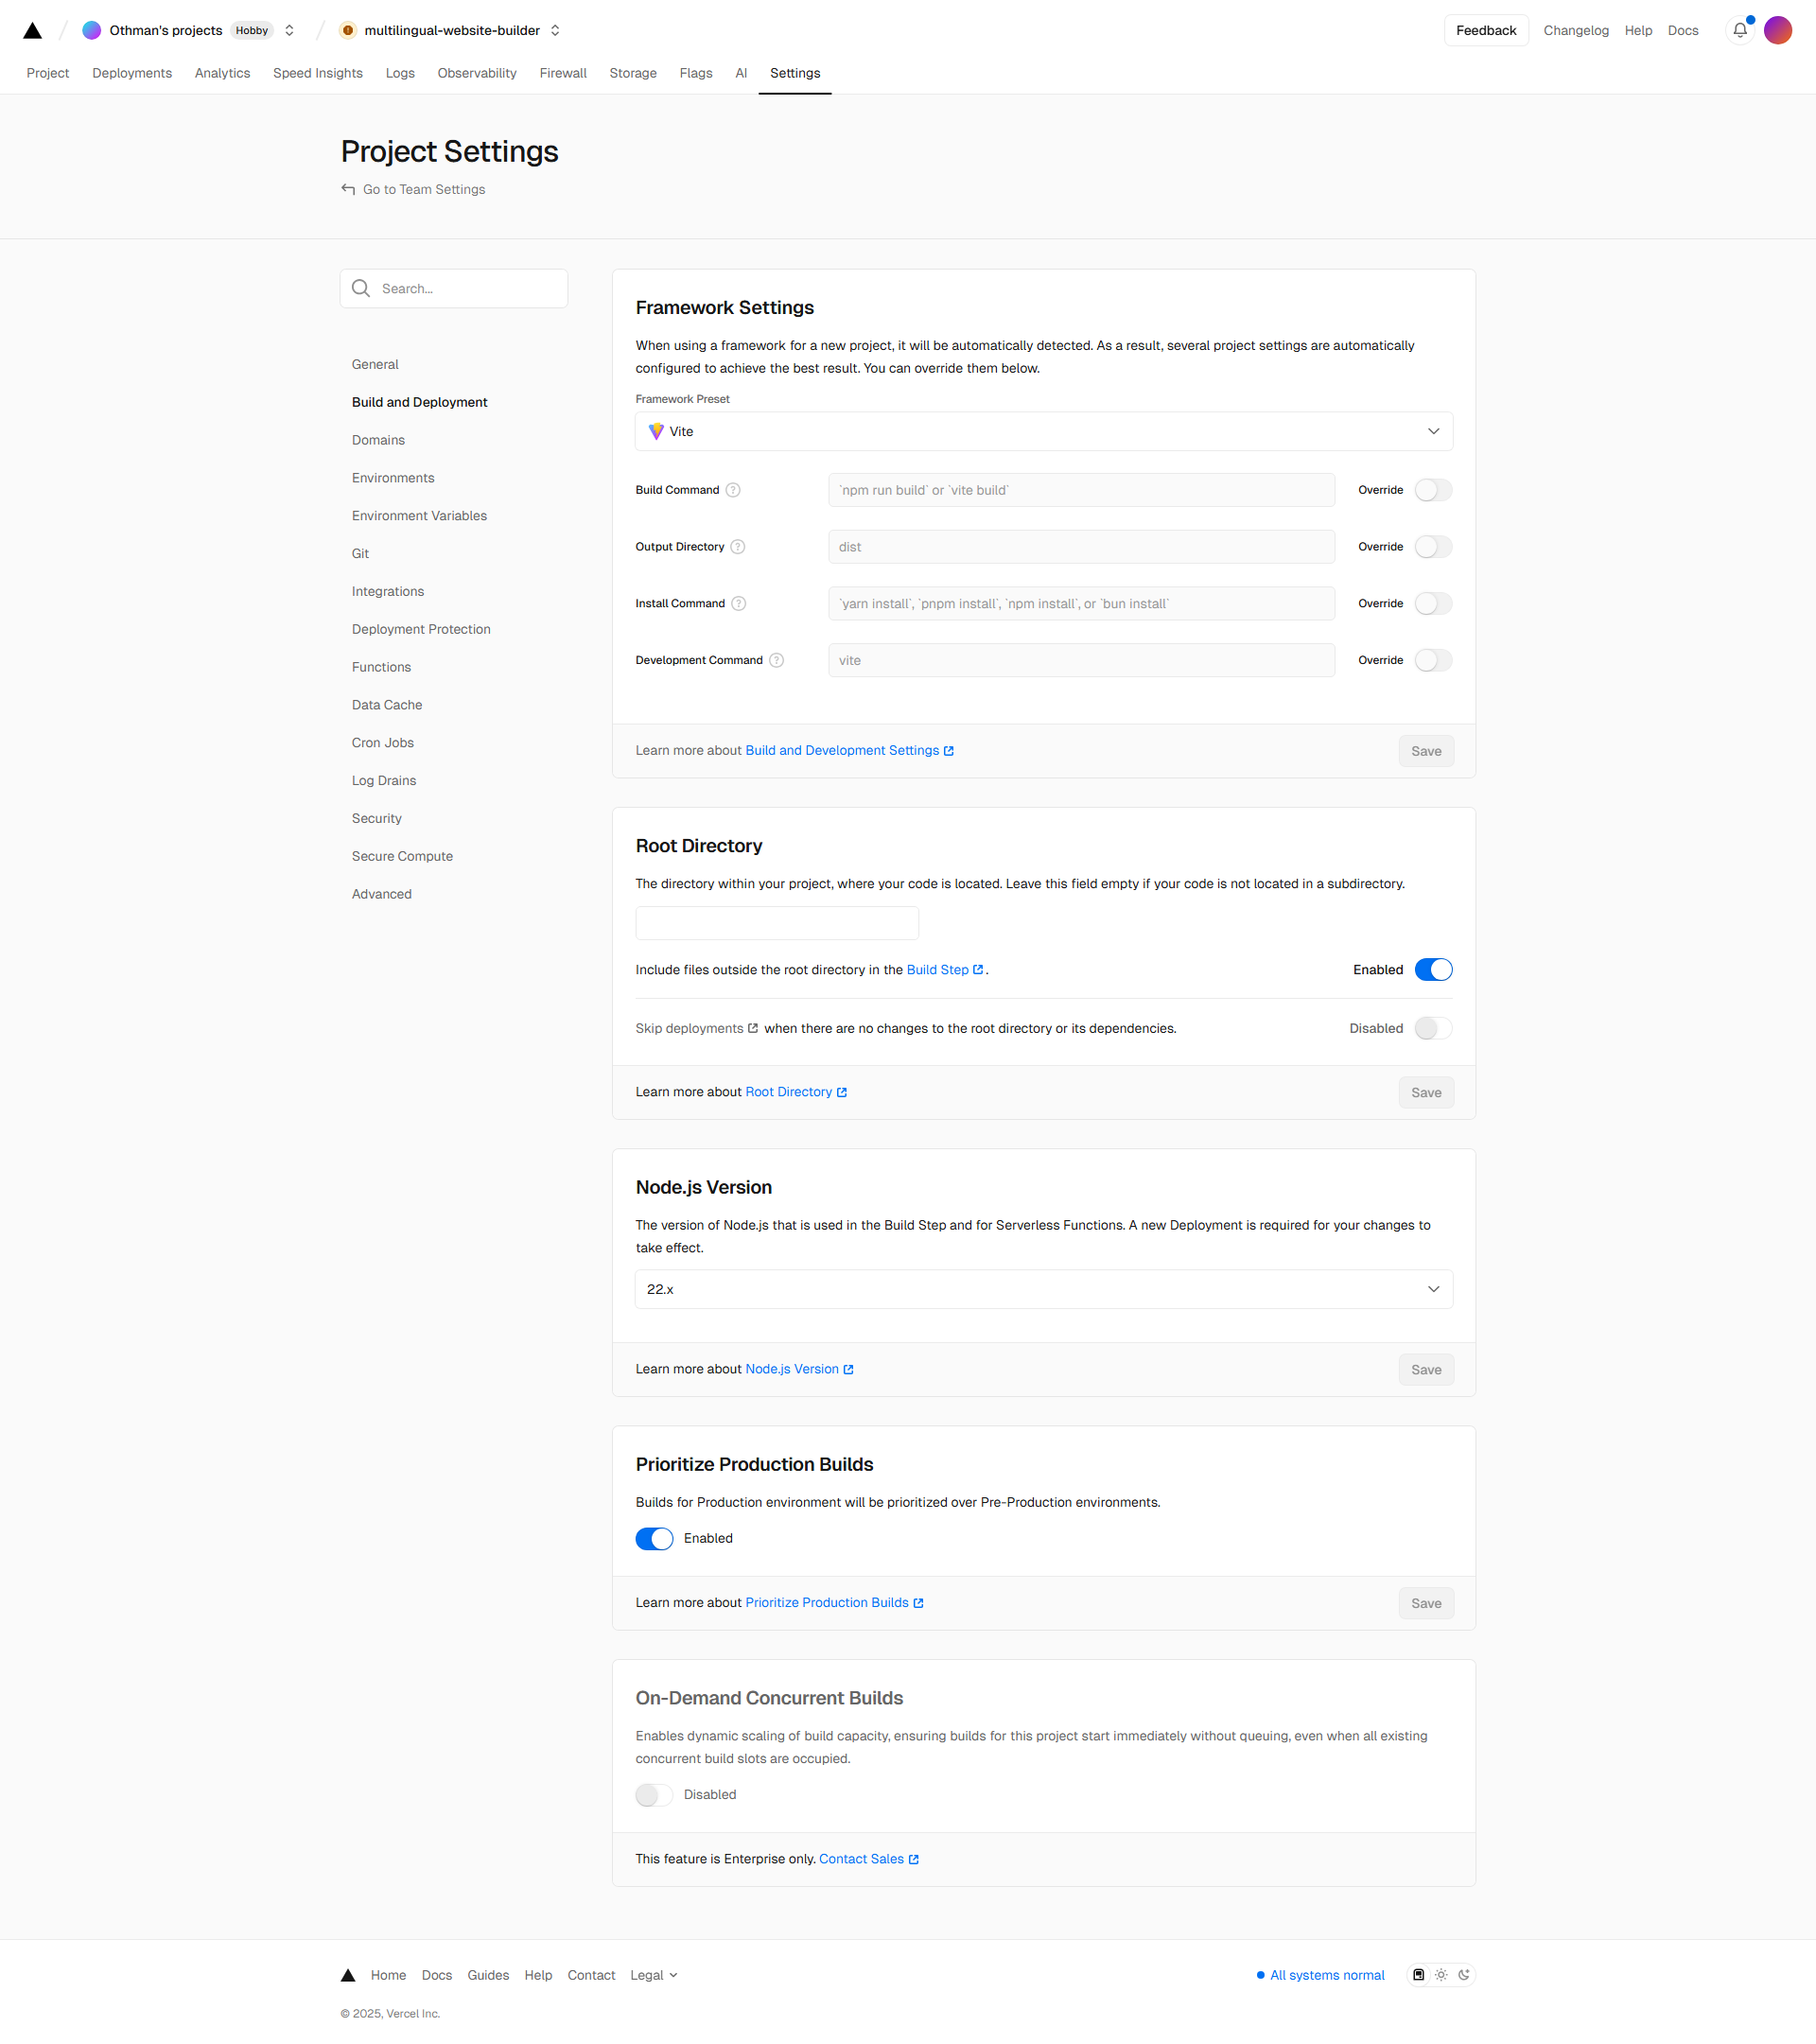 Othman's projects Hobby multilingual-website-builder Feedback Changelog Help Docs
Project Deployments Analytics Speed Insights Logs Observability Firewall Storage Flags AI Settings
Project Settings
Go to Team Settings
Search...
General
Build and Deployment
Domains
Environments
Environment Variables
Git
Integrations
Deployment Protection
Functions
Data Cache
Cron Jobs
Log Drains
Security
Secure Compute
Advanced
Framework Settings
When using a framework for a new project, it will be automatically detected. As a result, several project settings are automatically
configured to achieve the best result. You can override them below.
Framework Preset
Vite
Build Command ? `npm run build` or `vite build` Override
Output Directory ? dist Override
Install Command ? `yarn install`, `pnpm install`, `npm install`, or `bun install` Override
Development Command ? vite Override
Learn more about Build and Development Settings Save
Root Directory
The directory within your project, where your code is located. Leave this field empty if your code is not located in a subdirectory.
Include files outside the root directory in the Build Step. Enabled
Skip deployments when there are no changes to the root directory or its dependencies. Disabled
Learn more about Root Directory Save
Node.js Version
The version of Node.js that is used in the Build Step and for Serverless Functions. A new Deployment is required for your changes to
take effect.
22.x
Learn more about Node.js Version Save
Prioritize Production Builds
Builds for Production environment will be prioritized over Pre-Production environments.
Enabled
Learn more about Prioritize Production Builds Save
On-Demand Concurrent Builds
Enables dynamic scaling of build capacity, ensuring builds for this project start immediately without queuing, even when all existing
concurrent build slots are occupied.
Disabled
This feature is Enterprise only. Contact Sales
Home Docs Guides Help Contact Legal All systems normal
© 2025, Vercel Inc.